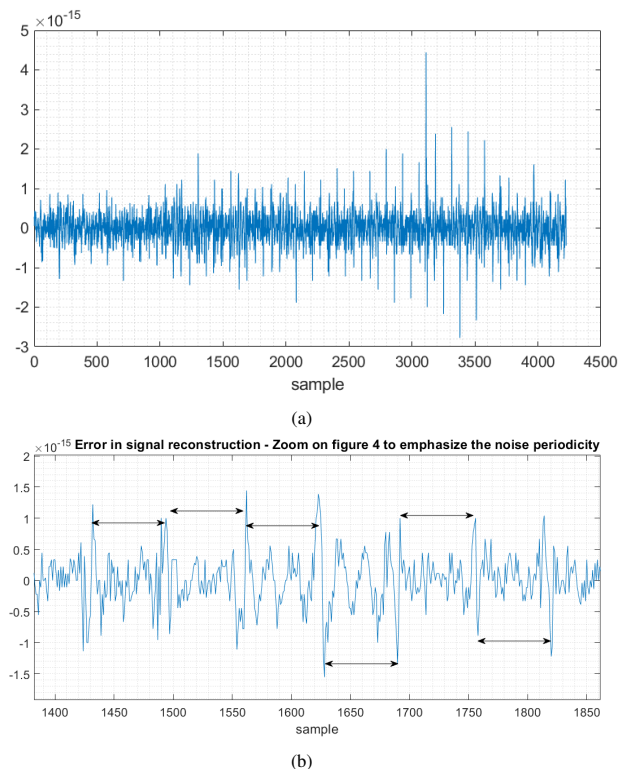 ×10⁻¹⁵
5
4
3
2
1
0
-1
-2
-3
0 500 1000 1500 2000 2500 3000 3500 4000 4500
sample
(a)
×10⁻¹⁵ Error in signal reconstruction - Zoom on figure 4 to emphasize the noise periodicity
2
1.5
1
0.5
0
-0.5
-1
-1.5
1400 1450 1500 1550 1600 1650 1700 1750 1800 1850
sample
(b)